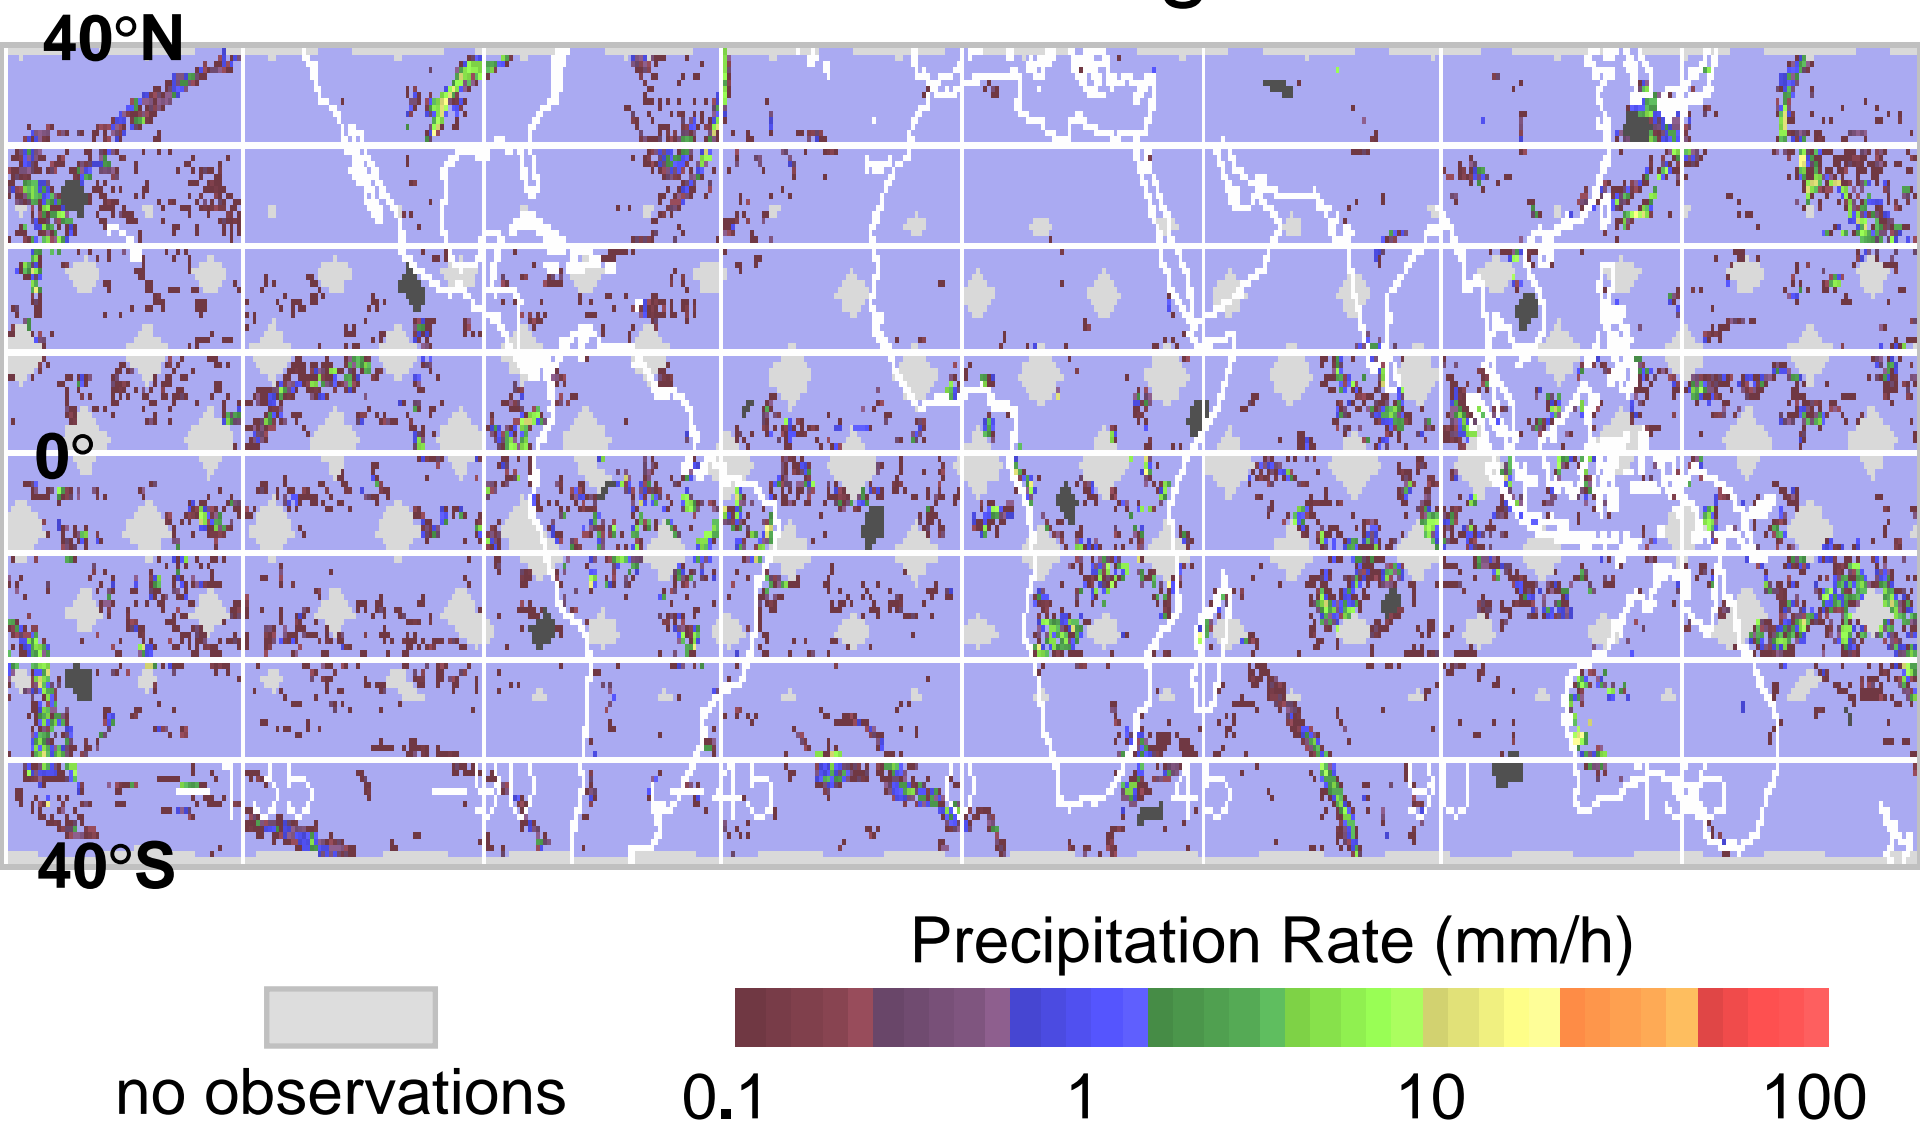 g
40°N
0°
40°S
Precipitation Rate (mm/h)
no observations
0.1 1 10 100